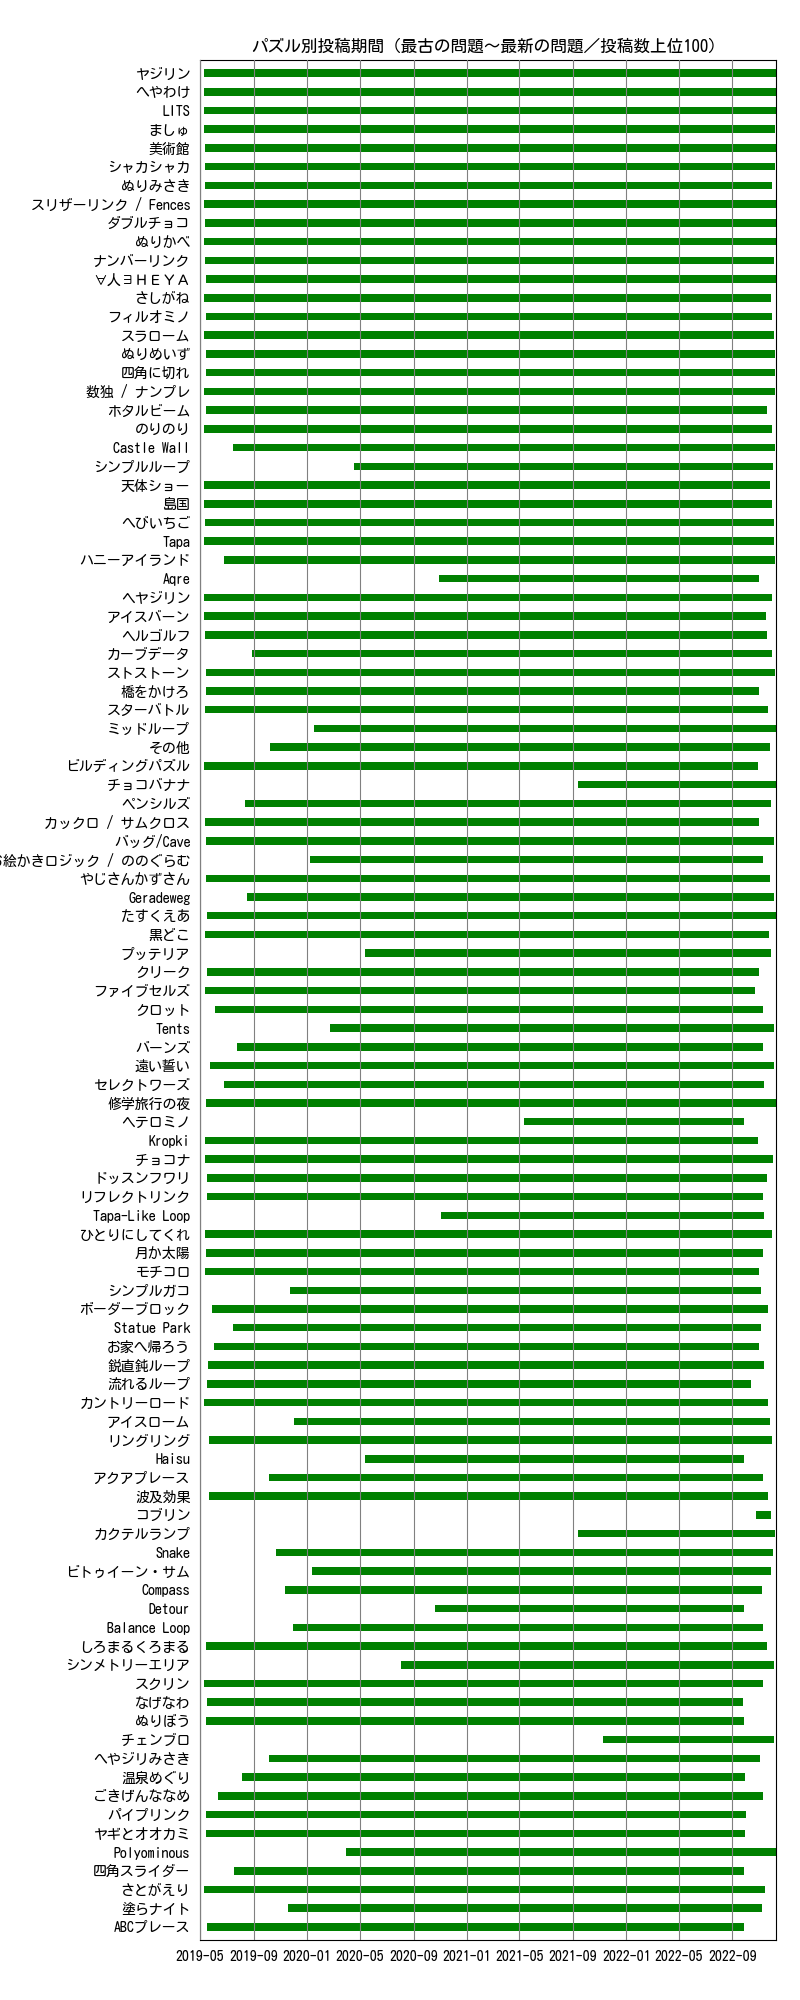 パズル別投稿期間（最古の問題～最新の問題／投稿数上位100）
ヤジリン
へやわけ
LITS
ましゅ
美術館
シャカシャカ
ぬりみさき
スリザーリンク / Fences
ダブルチョコ
ぬりかべ
ナンバーリンク
∀人∃ＨＥＹＡ
さしがね
フィルオミノ
スラローム
ぬりめいず
四角に切れ
数独 / ナンプレ
ホタルビーム
のりのり
Castle Wall
シンプルループ
天体ショー
島国
へびいちご
Tapa
ハニーアイランド
Aqre
ヘヤジリン
アイスバーン
ヘルゴルフ
カーブデータ
ストストーン
橋をかけろ
スターバトル
ミッドループ
その他
ビルディングパズル
チョコバナナ
ペンシルズ
カックロ / サムクロス
バッグ/Cave
絵かきロジック / ののぐらむ
やじさんかずさん
Geradeweg
たすくえあ
黒どこ
プッテリア
クリーク
ファイブセルズ
クロット
Tents
バーンズ
遠い誓い
セレクトワーズ
修学旅行の夜
ヘテロミノ
Kropki
チョコナ
ドッスンフワリ
リフレクトリンク
Tapa-Like Loop
ひとりにしてくれ
月か太陽
モチコロ
シンプルガコ
ボーダーブロック
Statue Park
お家へ帰ろう
鋭直鈍ループ
流れるループ
カントリーロード
アイスローム
リングリング
Haisu
アクアプレース
波及効果
コブリン
カクテルランプ
Snake
ビトゥイーン・サム
Compass
Detour
Balance Loop
しろまるくろまる
シンメトリーエリア
スクリン
なげなわ
ぬりぼう
チェンブロ
へやジリみさき
温泉めぐり
ごきげんななめ
パイプリンク
ヤギとオオカミ
Polyominous
四角スライダー
さとがえり
塗らナイト
ABCプレース
2019-05 2019-09 2020-01 2020-05 2020-09 2021-01 2021-05 2021-09 2022-01 2022-05 2022-09